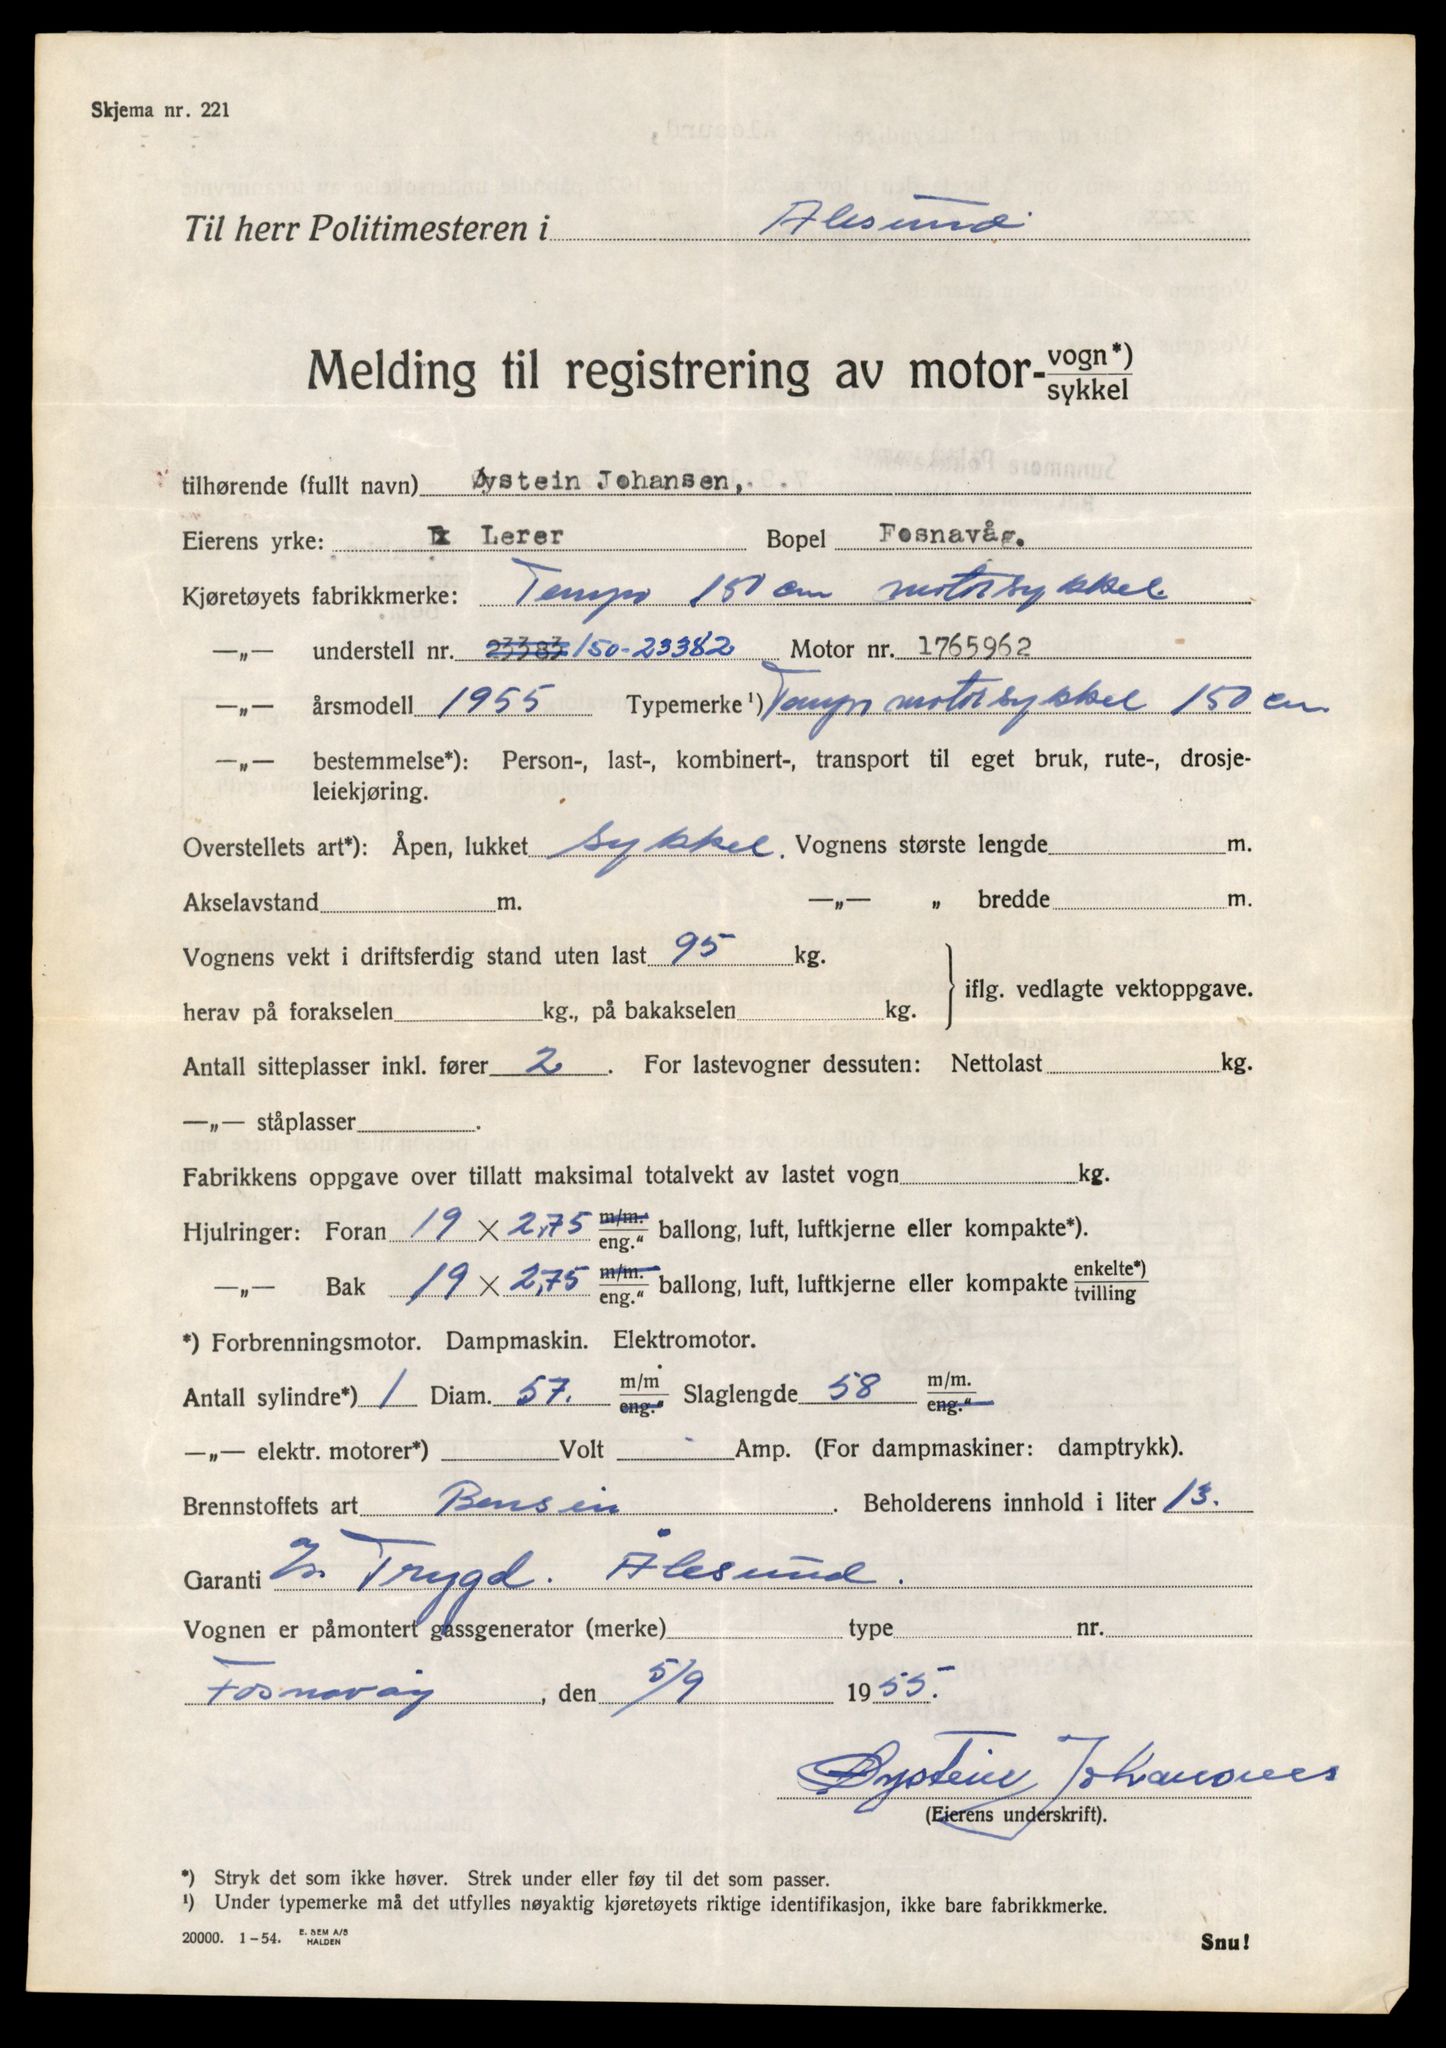 Skjema nr. 221
Til herr Politimesteren i Ålesund
Melding til registrering av motor- vogn*) sykkel
tilhørende (fullt navn) Øystein Johansen,
Eierens yrke: Lerer Bopel Fosnavåg.
Kjøretøyets fabrikkmerke: Tempo 150 cm motorsykkel.
—„— understell nr. 23383 150-23382 Motor nr. 1765962
—„— årsmodell 1955 Typemerke¹) Tempo motorsykkel 150 cm
—„— bestemmelse*): Person-, last-, kombinert-, transport til eget bruk, rute-, drosje-
leiekjøring.
Overstellets art*): Åpen, lukket sykkel. Vognens største lengde m.
Akselavstand m. —„— „ bredde m.
Vognens vekt i driftsferdig stand uten last 95 kg.
herav på forakselen kg., på bakakselen kg. iflg. vedlagte vektoppgave.
Antall sitteplasser inkl. fører 2. For lastevogner dessuten: Nettolast kg.
—„— ståplasser .
Fabrikkens oppgave over tillatt maksimal totalvekt av lastet vogn kg.
Hjulringer: Foran 19 × 2,75 m/m. eng.“ ballong, luft, luftkjerne eller kompakte*).
—„— Bak 19 × 2,75 m/m. eng.“ ballong, luft, luftkjerne eller kompakte enkelte*) tvilling
*) Forbrenningsmotor. Dampmaskin. Elektromotor.
Antall sylindre*) 1 Diam. 57. m/m eng.“ Slaglengde 58 m/m. eng.“
—„— elektr. motorer*) Volt Amp. (For dampmaskiner: damptrykk).
Brennstoffets art Bensin . Beholderens innhold i liter 13.
Garanti Trygd. Ålesund.
Vognen er påmontert gassgenerator (merke) type nr.
Fosnavåg, den 5/9 1955.
Øystein Johansen
(Eierens underskrift).
*) Stryk det som ikke høver. Strek under eller føy til det som passer.
¹) Under typemerke må det utfylles nøyaktig kjøretøyets riktige identifikasjon, ikke bare fabrikkmerke.
20000. 1-54. E. SEM A/S HALDEN
Snu!